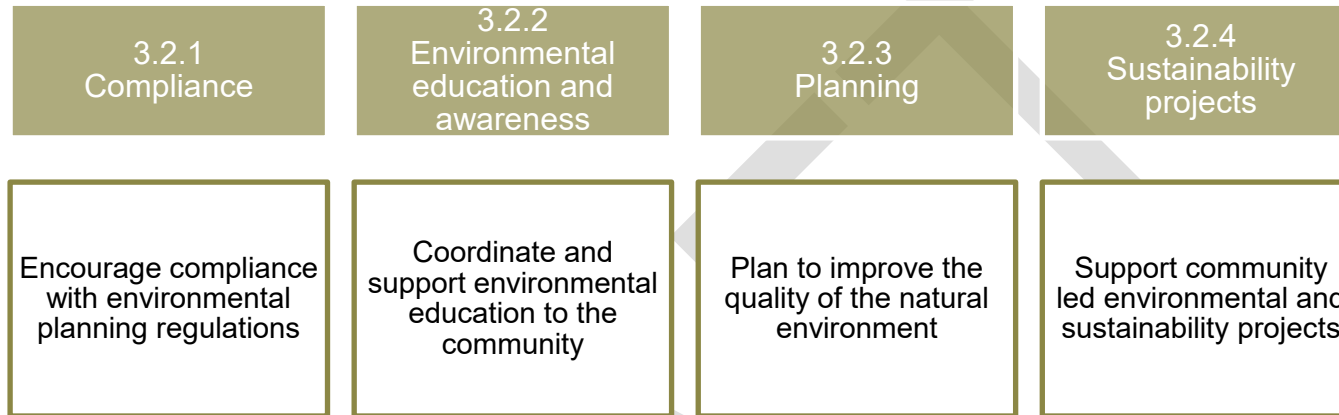 3.2.1
Compliance
3.2.2
Environmental
education and
awareness
3.2.3
Planning
3.2.4
Sustainability
projects
Encourage compliance
with environmental
planning regulations
Coordinate and
support environmental
education to the
community
Plan to improve the
quality of the natural
environment
Support community
led environmental and
sustainability projects